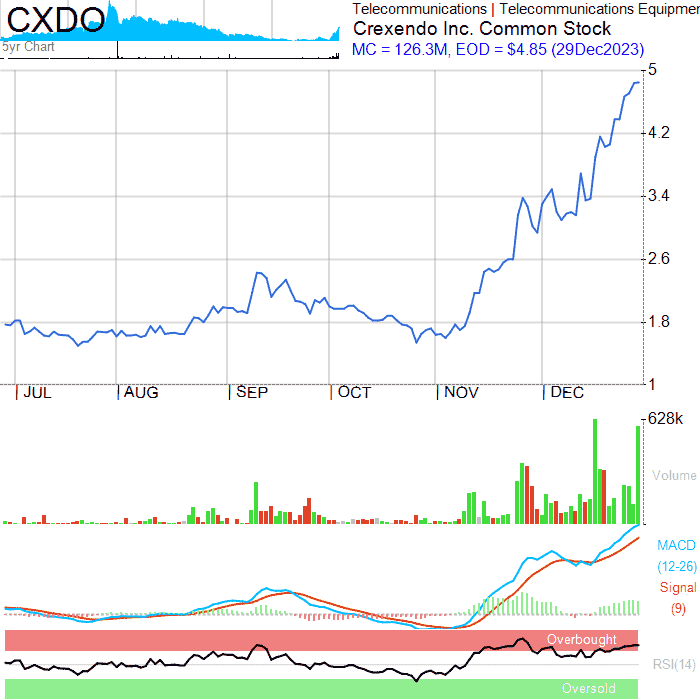 CXDO
5yr Chart
Telecommunications | Telecommunications Equipmen
Crexendo Inc. Common Stock
MC = 126.3M, EOD = $4.85 (29Dec2023)
5
4.2
3.4
2.6
1.8
1
JUL AUG SEP OCT NOV DEC
628k
Volume
MACD
(12-26)
Signal
(9)
Overbought
RSI(14)
Oversold